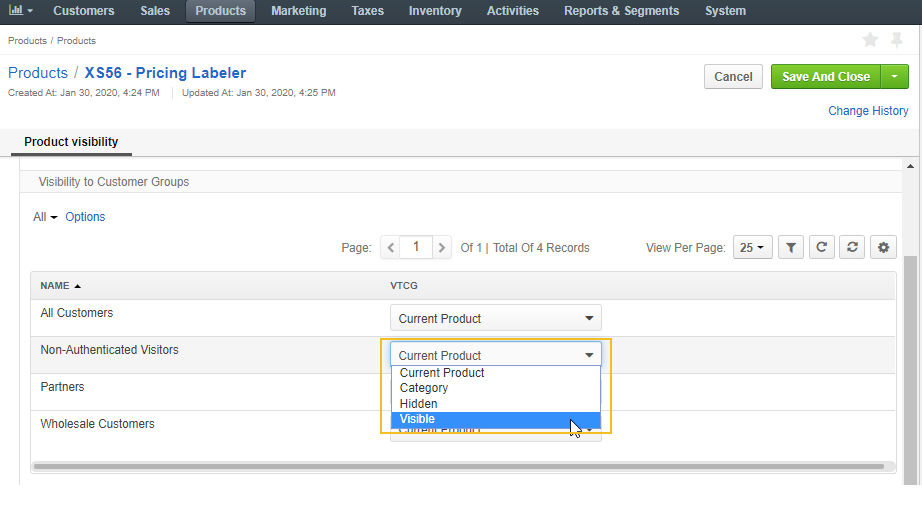 Customers Sales Products Marketing Taxes Inventory Activities Reports & Segments System
Products / Products
Products / XS56 - Pricing Labeler
Cancel Save And Close
Created At: Jan 30, 2020, 4:24 PM Updated At: Jan 30, 2020, 4:25 PM
Change History
Product visibility
Visibility to Customer Groups
All Options
Page: 1 Of 1 | Total Of 4 Records View Per Page: 25
NAME VTCG
All Customers Current Product
Non-Authenticated Visitors Current Product
Current Product
Partners
Category
Hidden
Visible
Wholesale Customers Current Product